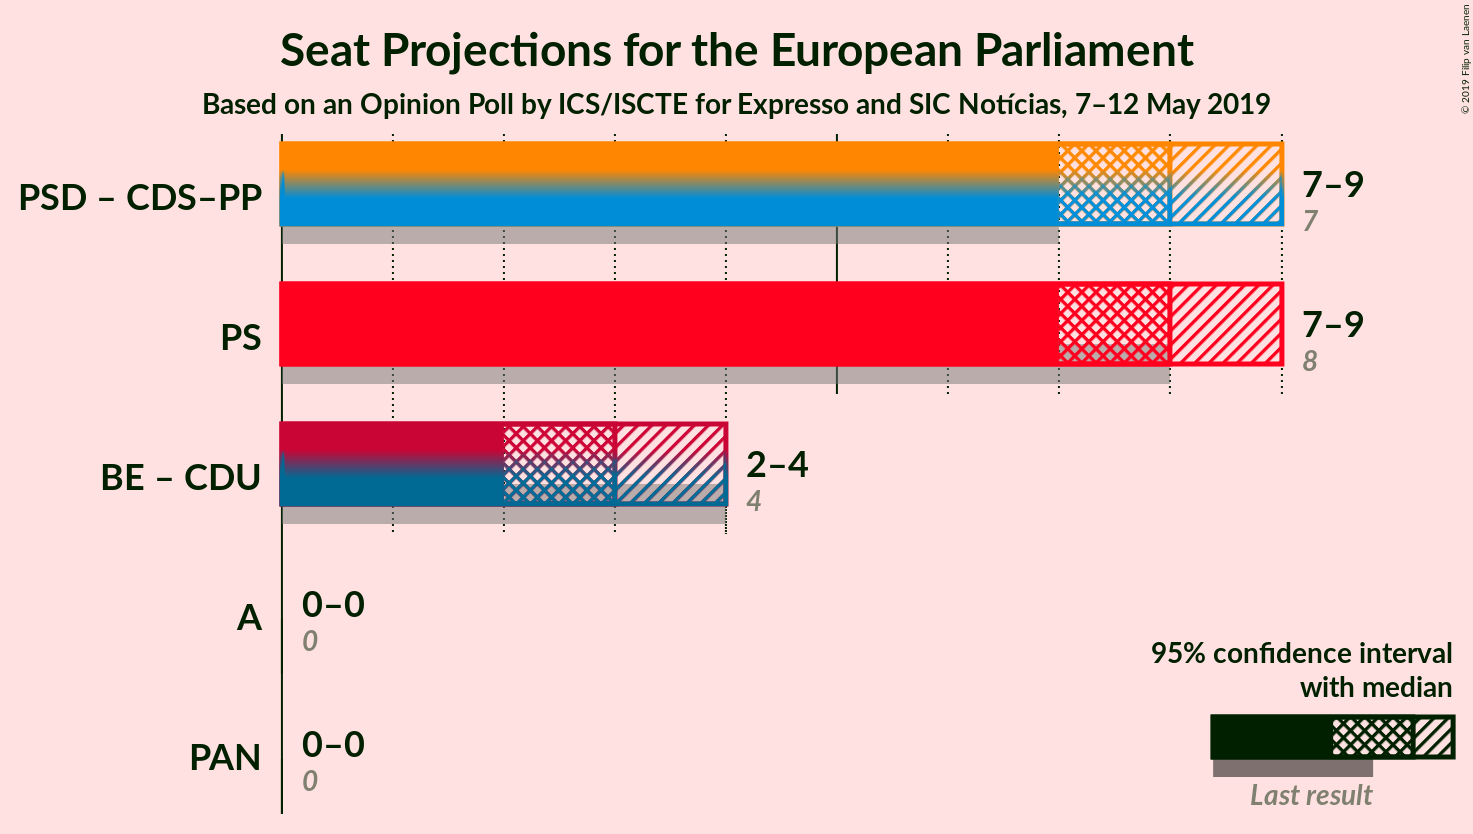 Seat Projections for the European Parliament
Based on an Opinion Poll by ICS/ISCTE for Expresso and SIC Notícias, 7–12 May 2019
© 2019 Filip van Laenen
PSD – CDS–PP
7–9
7
PS
7–9
8
BE – CDU
2–4
4
A
0–0
0
PAN
0–0
0
95% confidence interval
with median
Last result